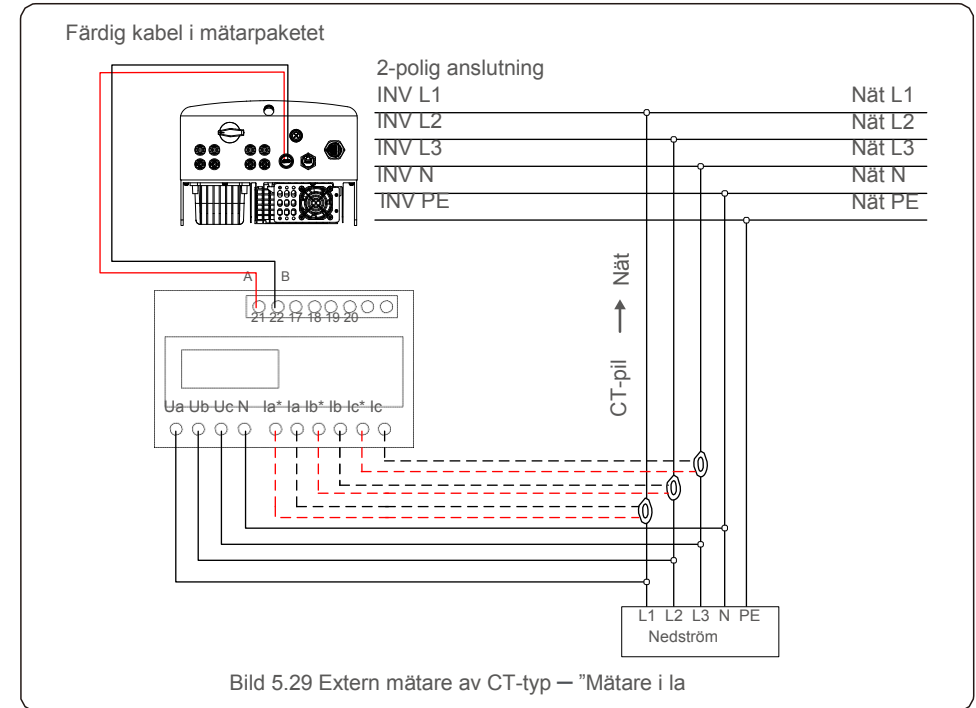 Färdig kabel i mätarpaketet
2-polig anslutning
INV L1 Nät L1
INV L2 Nät L2
INV L3 Nät L3
INV N Nät N
INV PE Nät PE
A B
21 22 17 18 19 20
CT-pil → Nät
Ua Ub Uc N Ia* Ia Ib* Ib Ic* Ic
L1 L2 L3 N PE
Nedström
Bild 5.29 Extern mätare av CT-typ — ”Mätare i la